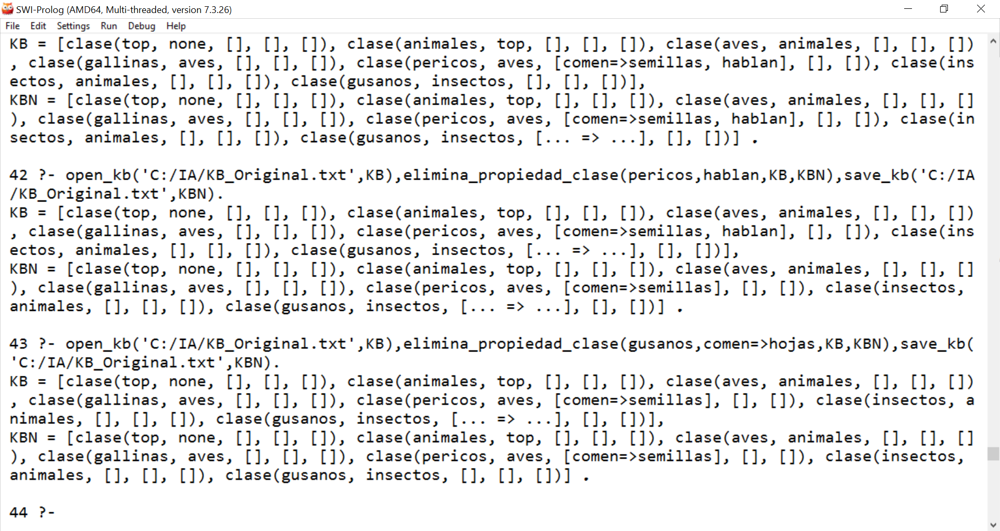 SWI-Prolog (AMD64, Multi-threaded, version 7.3.26)
File Edit Settings Run Debug Help
KB = [clase(top, none, [], [], []), clase(animales, top, [], [], []), clase(aves, animales, [], [], [])
, clase(gallinas, aves, [], [], []), clase(pericos, aves, [comen=>semillas, hablan], [], []), clase(ins
ectos, animales, [], [], []), clase(gusanos, insectos, [], [], [])],
KBN = [clase(top, none, [], [], []), clase(animales, top, [], [], []), clase(aves, animales, [], [], []
), clase(gallinas, aves, [], [], []), clase(pericos, aves, [comen=>semillas, hablan], [], []), clase(in
sectos, animales, [], [], []), clase(gusanos, insectos, [... => ...], [], [])] .
42 ?- open_kb('C:/IA/KB_Original.txt',KB),elimina_propiedad_clase(pericos,hablan,KB,KBN),save_kb('C:/IA
/KB_Original.txt',KBN).
KB = [clase(top, none, [], [], []), clase(animales, top, [], [], []), clase(aves, animales, [], [], [])
, clase(gallinas, aves, [], [], []), clase(pericos, aves, [comen=>semillas, hablan], [], []), clase(ins
ectos, animales, [], [], []), clase(gusanos, insectos, [... => ...], [], [])],
KBN = [clase(top, none, [], [], []), clase(animales, top, [], [], []), clase(aves, animales, [], [], []
), clase(gallinas, aves, [], [], []), clase(pericos, aves, [comen=>semillas], [], []), clase(insectos,
animales, [], [], []), clase(gusanos, insectos, [... => ...], [], [])] .
43 ?- open_kb('C:/IA/KB_Original.txt',KB),elimina_propiedad_clase(gusanos,comen=>hojas,KB,KBN),save_kb(
'C:/IA/KB_Original.txt',KBN).
KB = [clase(top, none, [], [], []), clase(animales, top, [], [], []), clase(aves, animales, [], [], [])
, clase(gallinas, aves, [], [], []), clase(pericos, aves, [comen=>semillas], [], []), clase(insectos, a
nimales, [], [], []), clase(gusanos, insectos, [... => ...], [], [])],
KBN = [clase(top, none, [], [], []), clase(animales, top, [], [], []), clase(aves, animales, [], [], []
), clase(gallinas, aves, [], [], []), clase(pericos, aves, [comen=>semillas], [], []), clase(insectos,
animales, [], [], []), clase(gusanos, insectos, [], [], [])] .
44 ?-